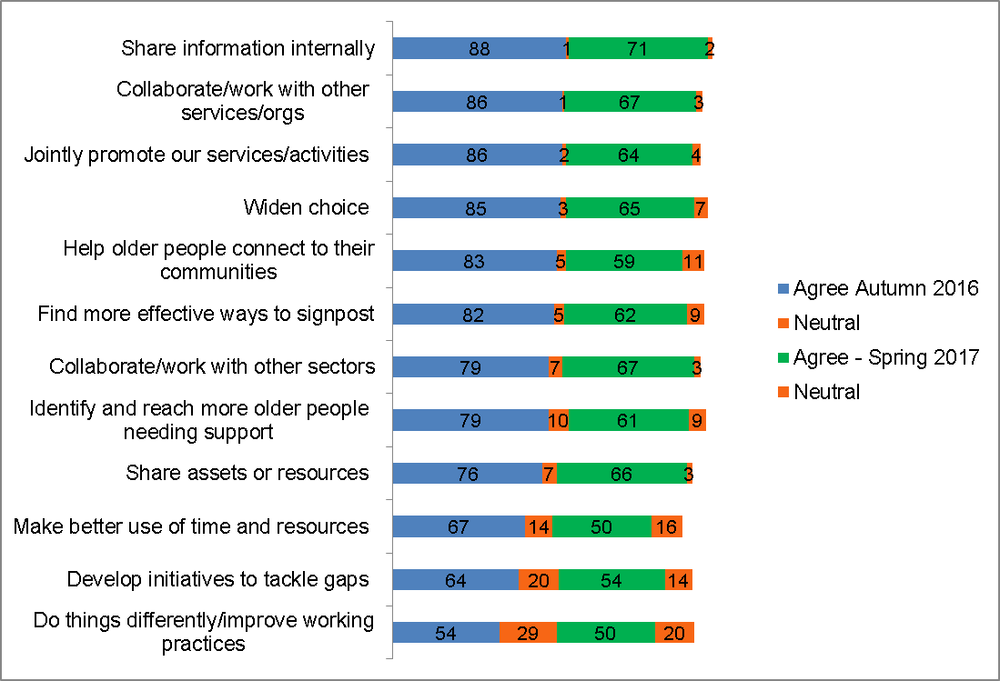 Share information internally
88 1 71 2
Collaborate/work with other
services/orgs
86 1 67 3
Jointly promote our services/activities
86 2 64 4
Widen choice
85 3 65 7
Help older people connect to their
communities
83 5 59 11
Find more effective ways to signpost
82 5 62 9
Collaborate/work with other sectors
79 7 67 3
Identify and reach more older people
needing support
79 10 61 9
Share assets or resources
76 7 66 3
Make better use of time and resources
67 14 50 16
Develop initiatives to tackle gaps
64 20 54 14
Do things differently/improve working
practices
54 29 50 20
Agree Autumn 2016
Neutral
Agree - Spring 2017
Neutral